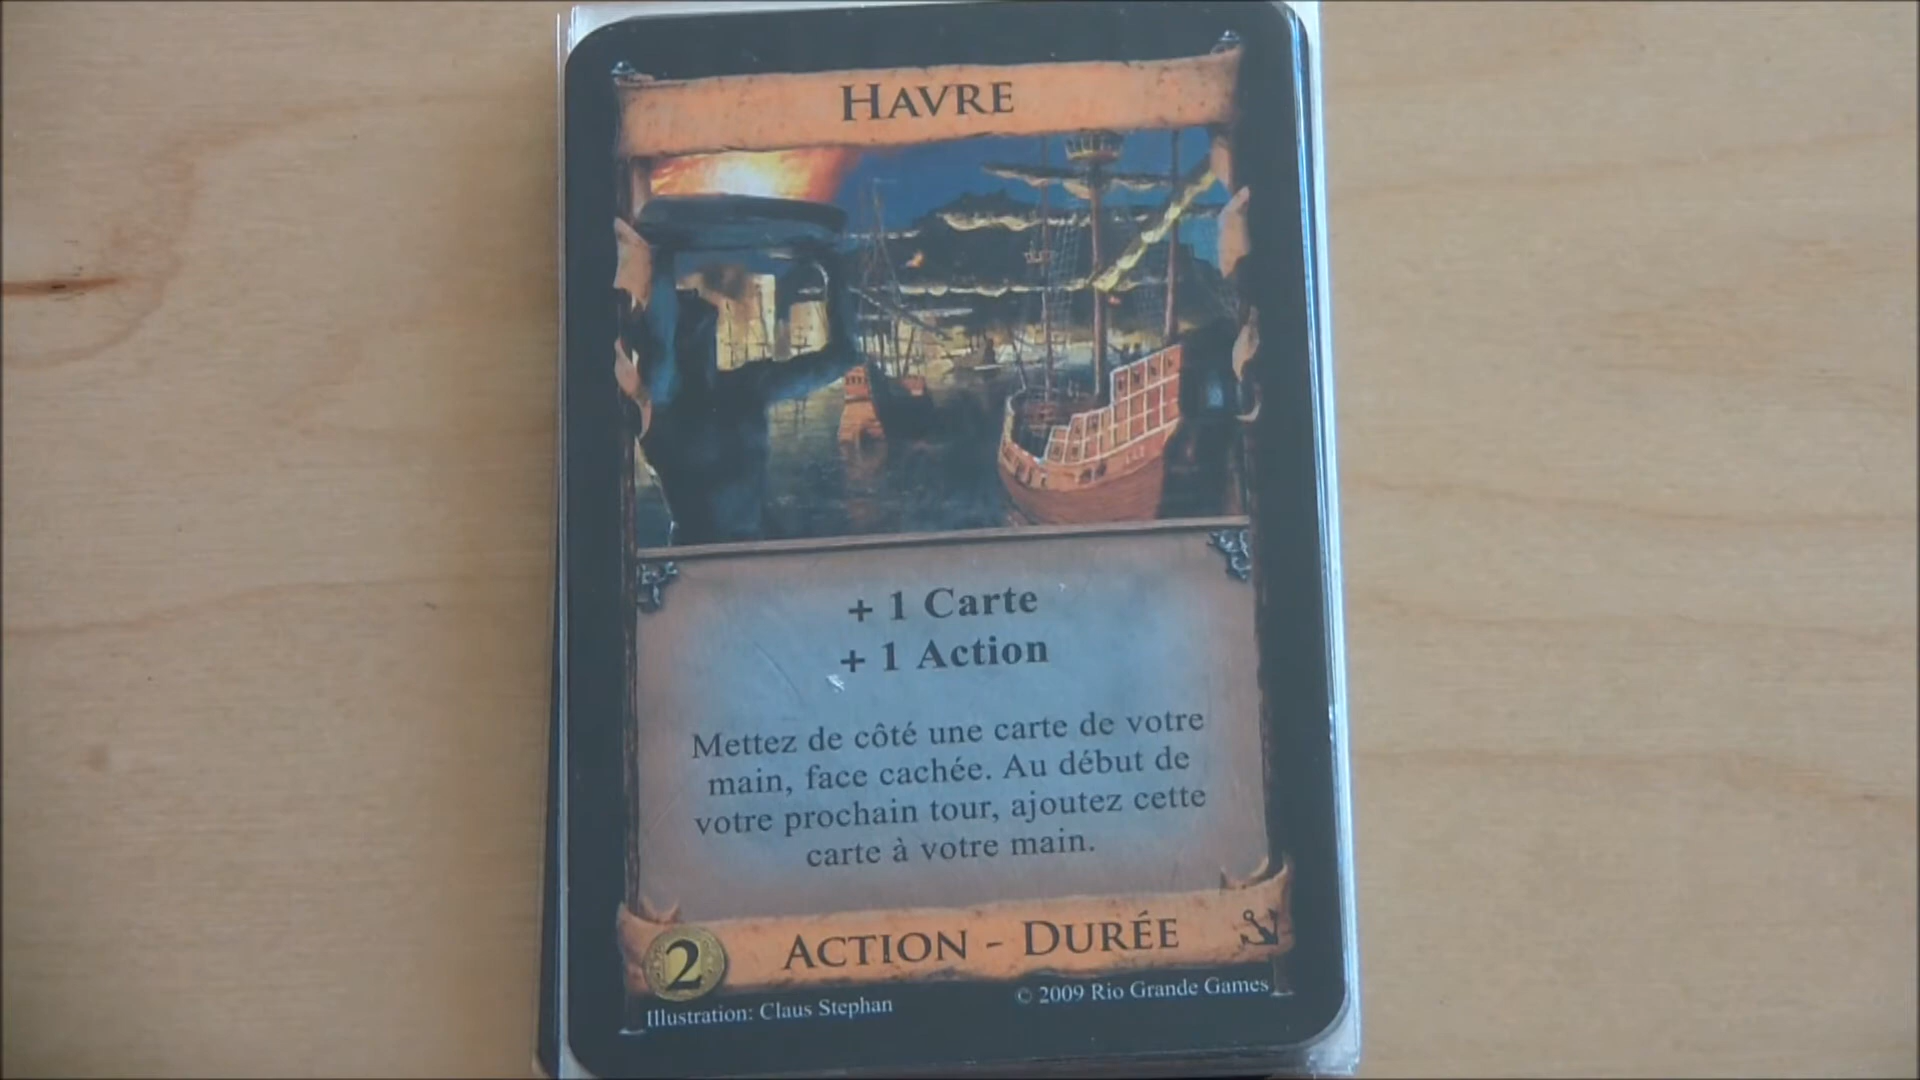 HAVRE
+ 1 Carte
+ 1 Action
Mettez de côté une carte de votre
main, face cachée. Au début de
votre prochain tour, ajoutez cette
carte à votre main.
2 ACTION - DURÉE
Illustration: Claus Stephan © 2009 Rio Grande Games